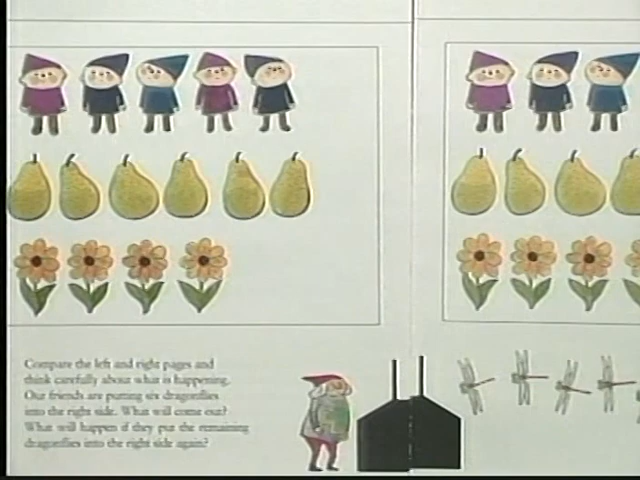 Compare the left and right pages and
think carefully about what is happening.
Our friends are putting six dragonflies
into the right side. What will come out?
What will happen if they put the remaining
dragonflies into the right side again?